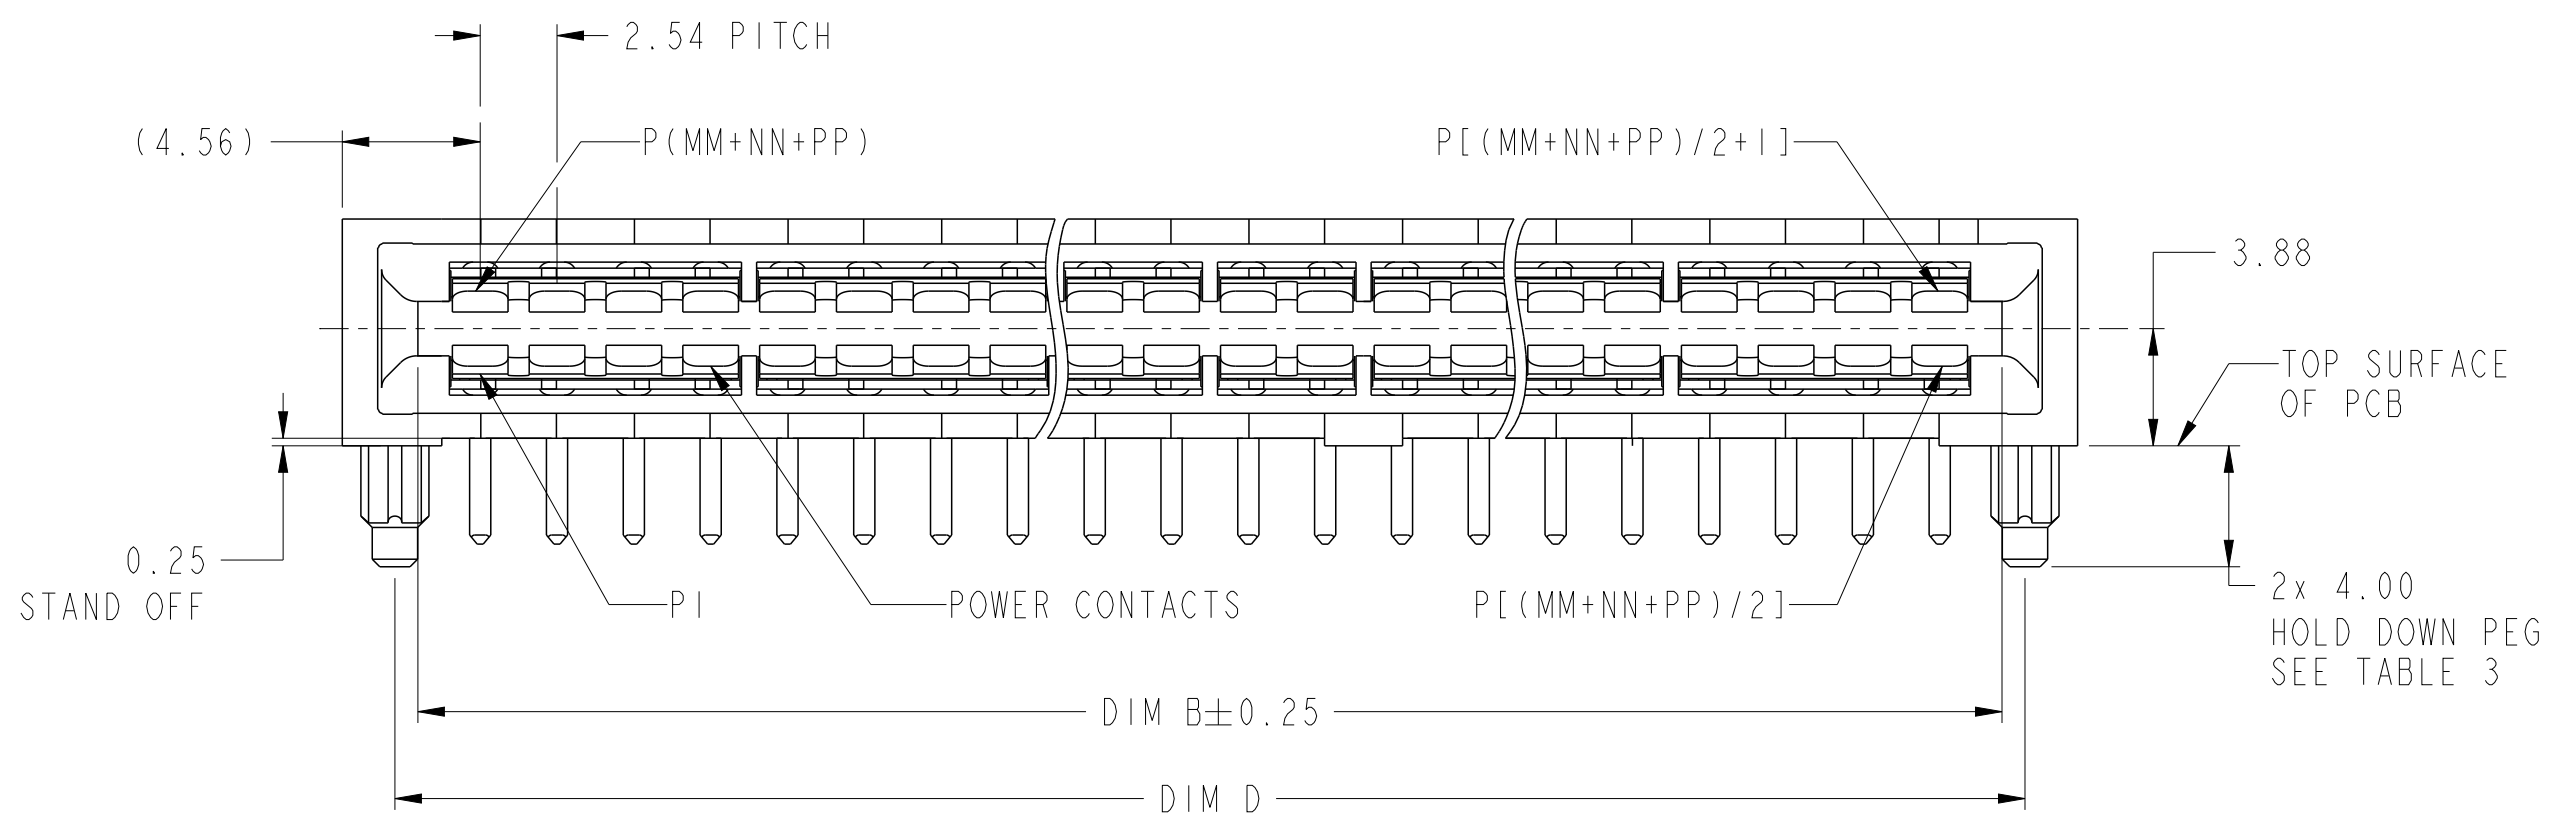 2.54 PITCH
(4.56)
P(MM+NN+PP)
P[(MM+NN+PP)/2+1]
3.88
TOP SURFACE
OF PCB
0.25
STAND OFF
P1
POWER CONTACTS
P[(MM+NN+PP)/2]
2x 4.00
HOLD DOWN PEG
SEE TABLE 3
DIM B±0.25
DIM D